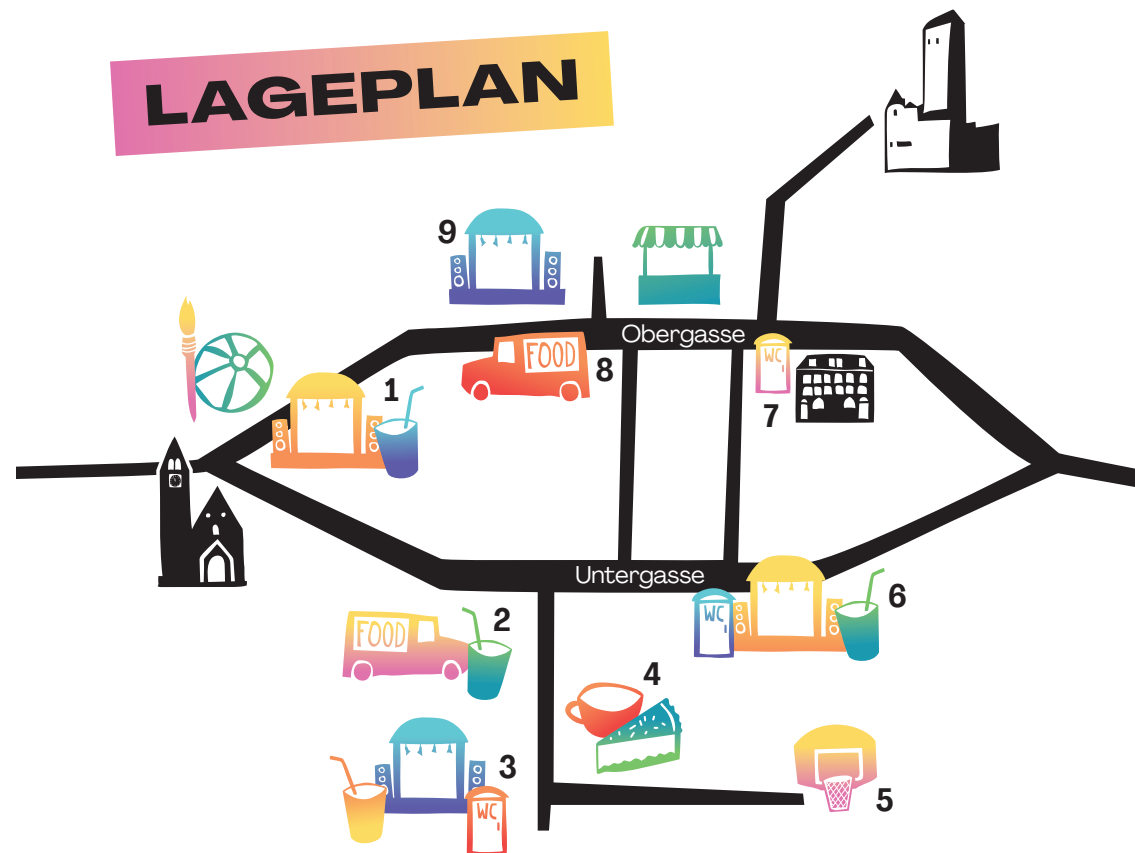 LAGEPLAN
9
Obergasse
WC
FOOD
8
1
7
Untergasse
6
WC
2
FOOD
4
3
WC
5